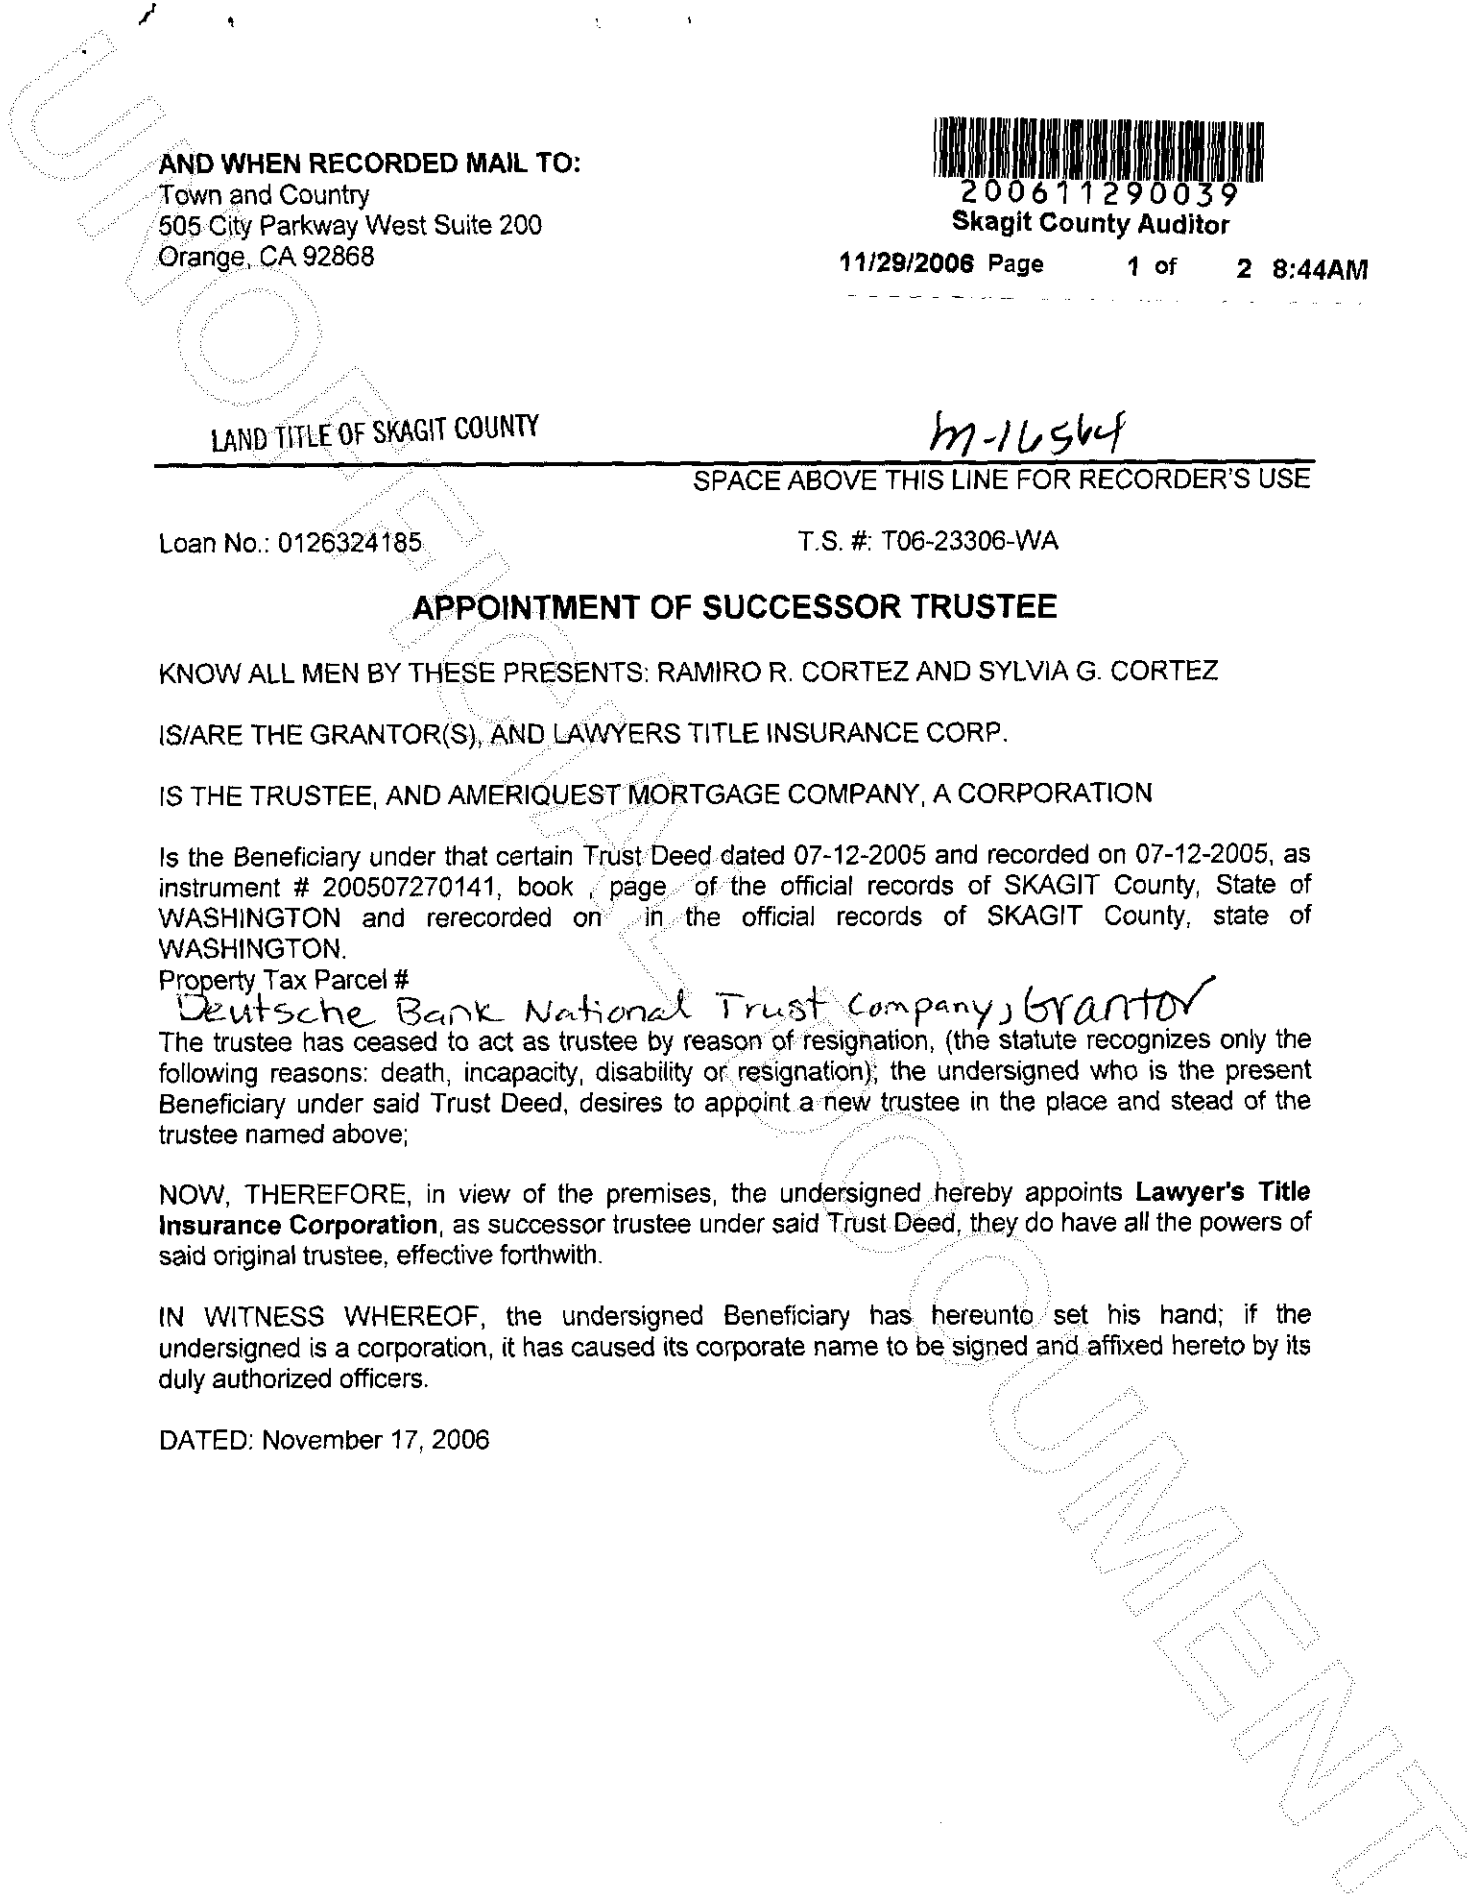 AND WHEN RECORDED MAIL TO:
Town and Country
505 City Parkway West Suite 200
Orange, CA 92868
200611290039
Skagit County Auditor
11/29/2006 Page 1 of 2 8:44AM
LAND TITLE OF SKAGIT COUNTY
M-16564
SPACE ABOVE THIS LINE FOR RECORDER'S USE
Loan No.: 0126324185 T.S. #: T06-23306-WA
APPOINTMENT OF SUCCESSOR TRUSTEE
KNOW ALL MEN BY THESE PRESENTS: RAMIRO R. CORTEZ AND SYLVIA G. CORTEZ
IS/ARE THE GRANTOR(S), AND LAWYERS TITLE INSURANCE CORP.
IS THE TRUSTEE, AND AMERIQUEST MORTGAGE COMPANY, A CORPORATION
Is the Beneficiary under that certain Trust Deed dated 07-12-2005 and recorded on 07-12-2005, as
instrument # 200507270141, book , page of the official records of SKAGIT County, State of
WASHINGTON and rerecorded on in the official records of SKAGIT County, state of
WASHINGTON.
Property Tax Parcel #
Deutsche Bank National Trust Company, Grantor
The trustee has ceased to act as trustee by reason of resignation, (the statute recognizes only the
following reasons: death, incapacity, disability or resignation); the undersigned who is the present
Beneficiary under said Trust Deed, desires to appoint a new trustee in the place and stead of the
trustee named above;
NOW, THEREFORE, in view of the premises, the undersigned hereby appoints Lawyer's Title
Insurance Corporation, as successor trustee under said Trust Deed, they do have all the powers of
said original trustee, effective forthwith.
IN WITNESS WHEREOF, the undersigned Beneficiary has hereunto set his hand; if the
undersigned is a corporation, it has caused its corporate name to be signed and affixed hereto by its
duly authorized officers.
DATED: November 17, 2006
UNOFFICIAL DOCUMENT